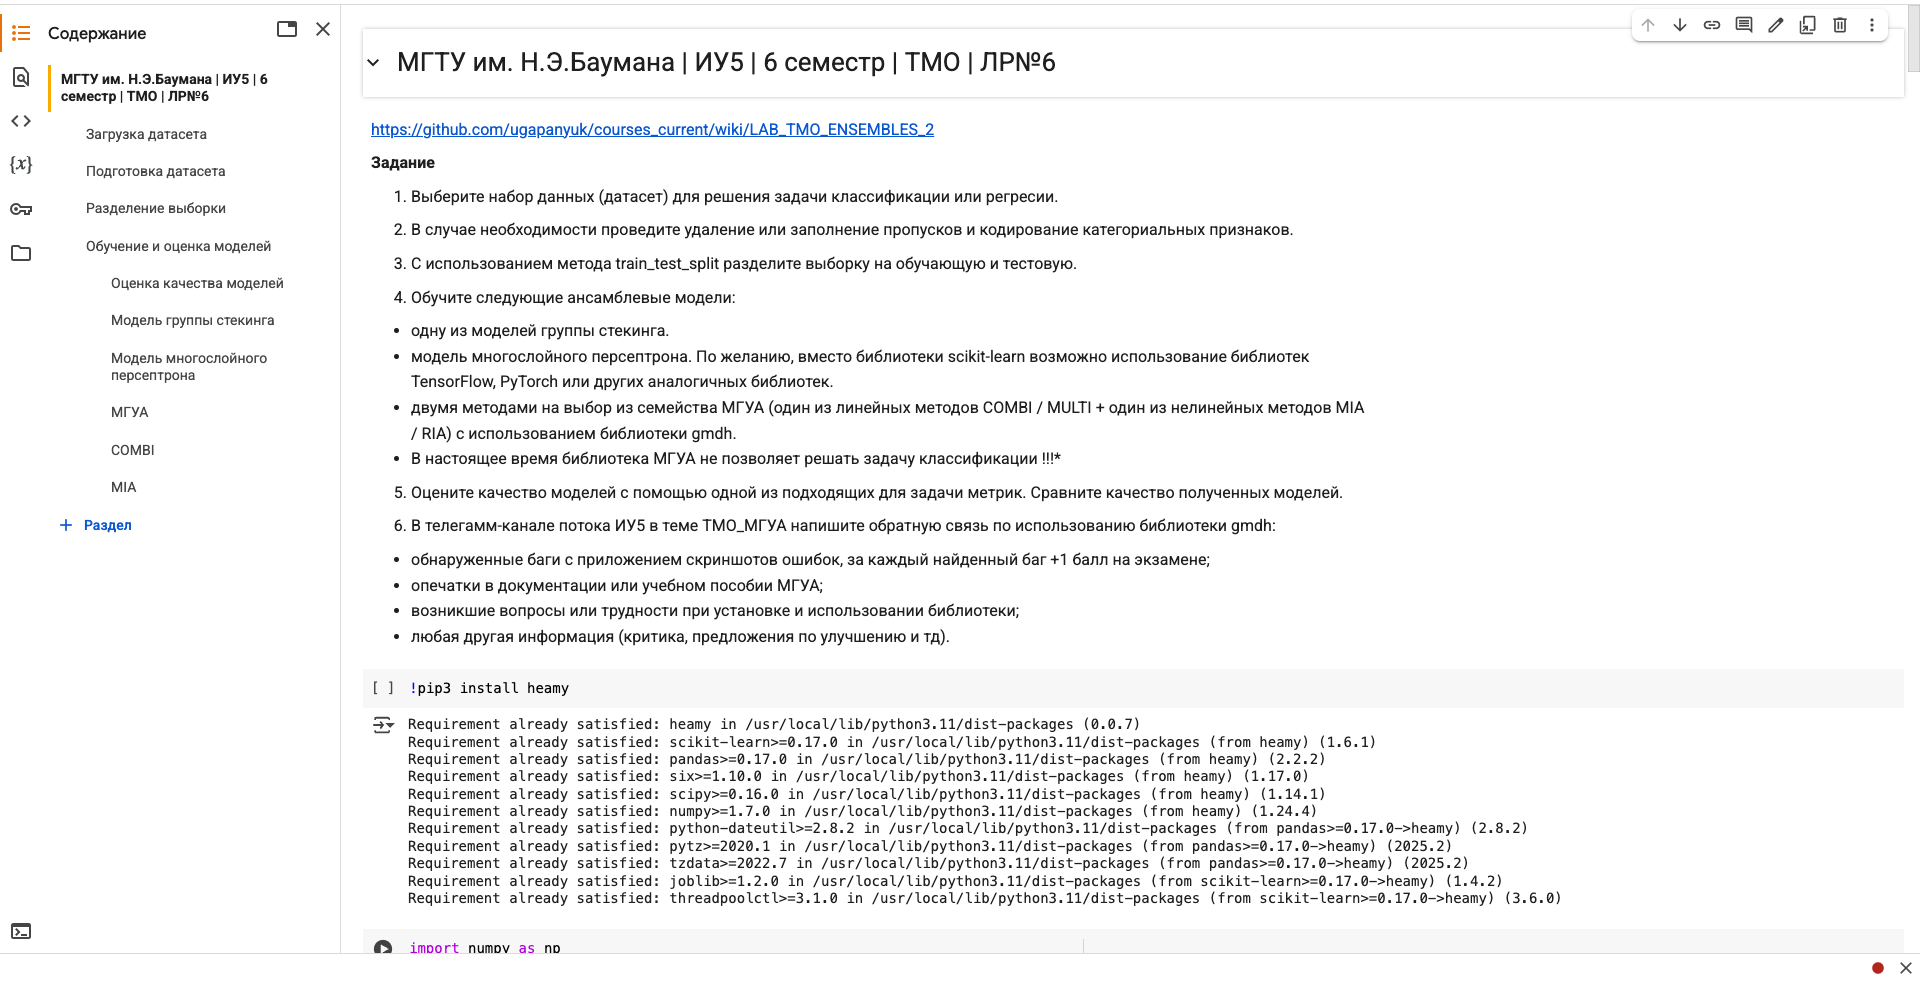 Содержание
МГТУ им. Н.Э.Баумана | ИУ5 | 6
семестр | ТМО | ЛР№6
Загрузка датасета
Подготовка датасета
Разделение выборки
Обучение и оценка моделей
Оценка качества моделей
Модель группы стекинга
Модель многослойного
персептрона
МГУА
COMBI
MIA
+ Раздел
МГТУ им. Н.Э.Баумана | ИУ5 | 6 семестр | ТМО | ЛР№6
https://github.com/ugapanyuk/courses_current/wiki/LAB_TMO_ENSEMBLES_2
Задание
1. Выберите набор данных (датасет) для решения задачи классификации или регресии.
2. В случае необходимости проведите удаление или заполнение пропусков и кодирование категориальных признаков.
3. С использованием метода train_test_split разделите выборку на обучающую и тестовую.
4. Обучите следующие ансамблевые модели:
• одну из моделей группы стекинга.
• модель многослойного персептрона. По желанию, вместо библиотеки scikit-learn возможно использование библиотек
TensorFlow, PyTorch или других аналогичных библиотек.
• двумя методами на выбор из семейства МГУА (один из линейных методов COMBI / MULTI + один из нелинейных методов MIA
/ RIA) с использованием библиотеки gmdh.
• В настоящее время библиотека МГУА не позволяет решать задачу классификации !!!*
5. Оцените качество моделей с помощью одной из подходящих для задачи метрик. Сравните качество полученных моделей.
6. В телегамм-канале потока ИУ5 в теме ТМО_МГУА напишите обратную связь по использованию библиотеки gmdh:
• обнаруженные баги с приложением скриншотов ошибок, за каждый найденный баг +1 балл на экзамене;
• опечатки в документации или учебном пособии МГУА;
• возникшие вопросы или трудности при установке и использовании библиотеки;
• любая другая информация (критика, предложения по улучшению и тд).
[ ] !pip3 install heamy
Requirement already satisfied: heamy in /usr/local/lib/python3.11/dist-packages (0.0.7)
Requirement already satisfied: scikit-learn>=0.17.0 in /usr/local/lib/python3.11/dist-packages (from heamy) (1.6.1)
Requirement already satisfied: pandas>=0.17.0 in /usr/local/lib/python3.11/dist-packages (from heamy) (2.2.2)
Requirement already satisfied: six>=1.10.0 in /usr/local/lib/python3.11/dist-packages (from heamy) (1.17.0)
Requirement already satisfied: scipy>=0.16.0 in /usr/local/lib/python3.11/dist-packages (from heamy) (1.14.1)
Requirement already satisfied: numpy>=1.7.0 in /usr/local/lib/python3.11/dist-packages (from heamy) (1.24.4)
Requirement already satisfied: python-dateutil>=2.8.2 in /usr/local/lib/python3.11/dist-packages (from pandas>=0.17.0->heamy) (2.8.2)
Requirement already satisfied: pytz>=2020.1 in /usr/local/lib/python3.11/dist-packages (from pandas>=0.17.0->heamy) (2025.2)
Requirement already satisfied: tzdata>=2022.7 in /usr/local/lib/python3.11/dist-packages (from pandas>=0.17.0->heamy) (2025.2)
Requirement already satisfied: joblib>=1.2.0 in /usr/local/lib/python3.11/dist-packages (from scikit-learn>=0.17.0->heamy) (1.4.2)
Requirement already satisfied: threadpoolctl>=3.1.0 in /usr/local/lib/python3.11/dist-packages (from scikit-learn>=0.17.0->heamy) (3.6.0)
import numpy as np